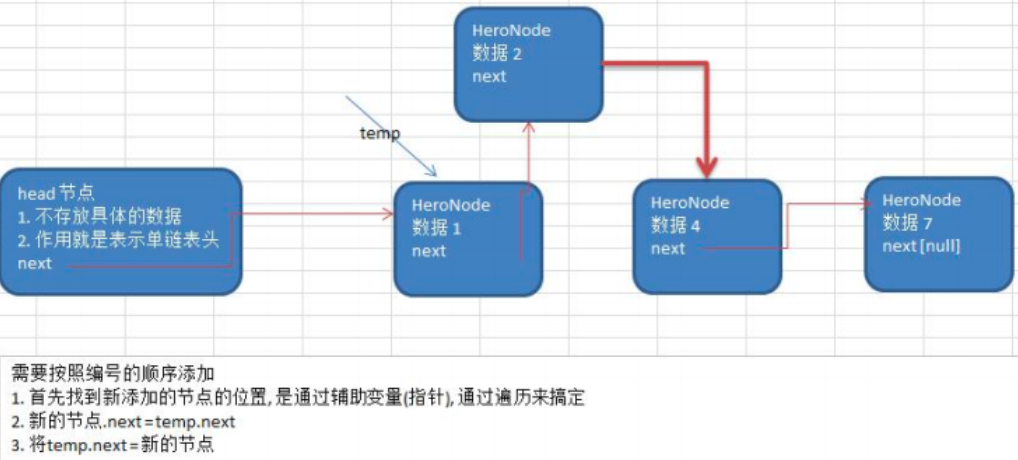 HeroNode
数据 2
next
temp
head 节点
1. 不存放具体的数据
2. 作用就是表示单链表头
next
HeroNode
数据 1
next
HeroNode
数据 4
next
HeroNode
数据 7
next [null]
需要按照编号的顺序添加
1. 首先找到新添加的节点的位置, 是通过辅助变量(指针), 通过遍历来搞定
2. 新的节点.next=temp.next
3. 将temp.next=新的节点